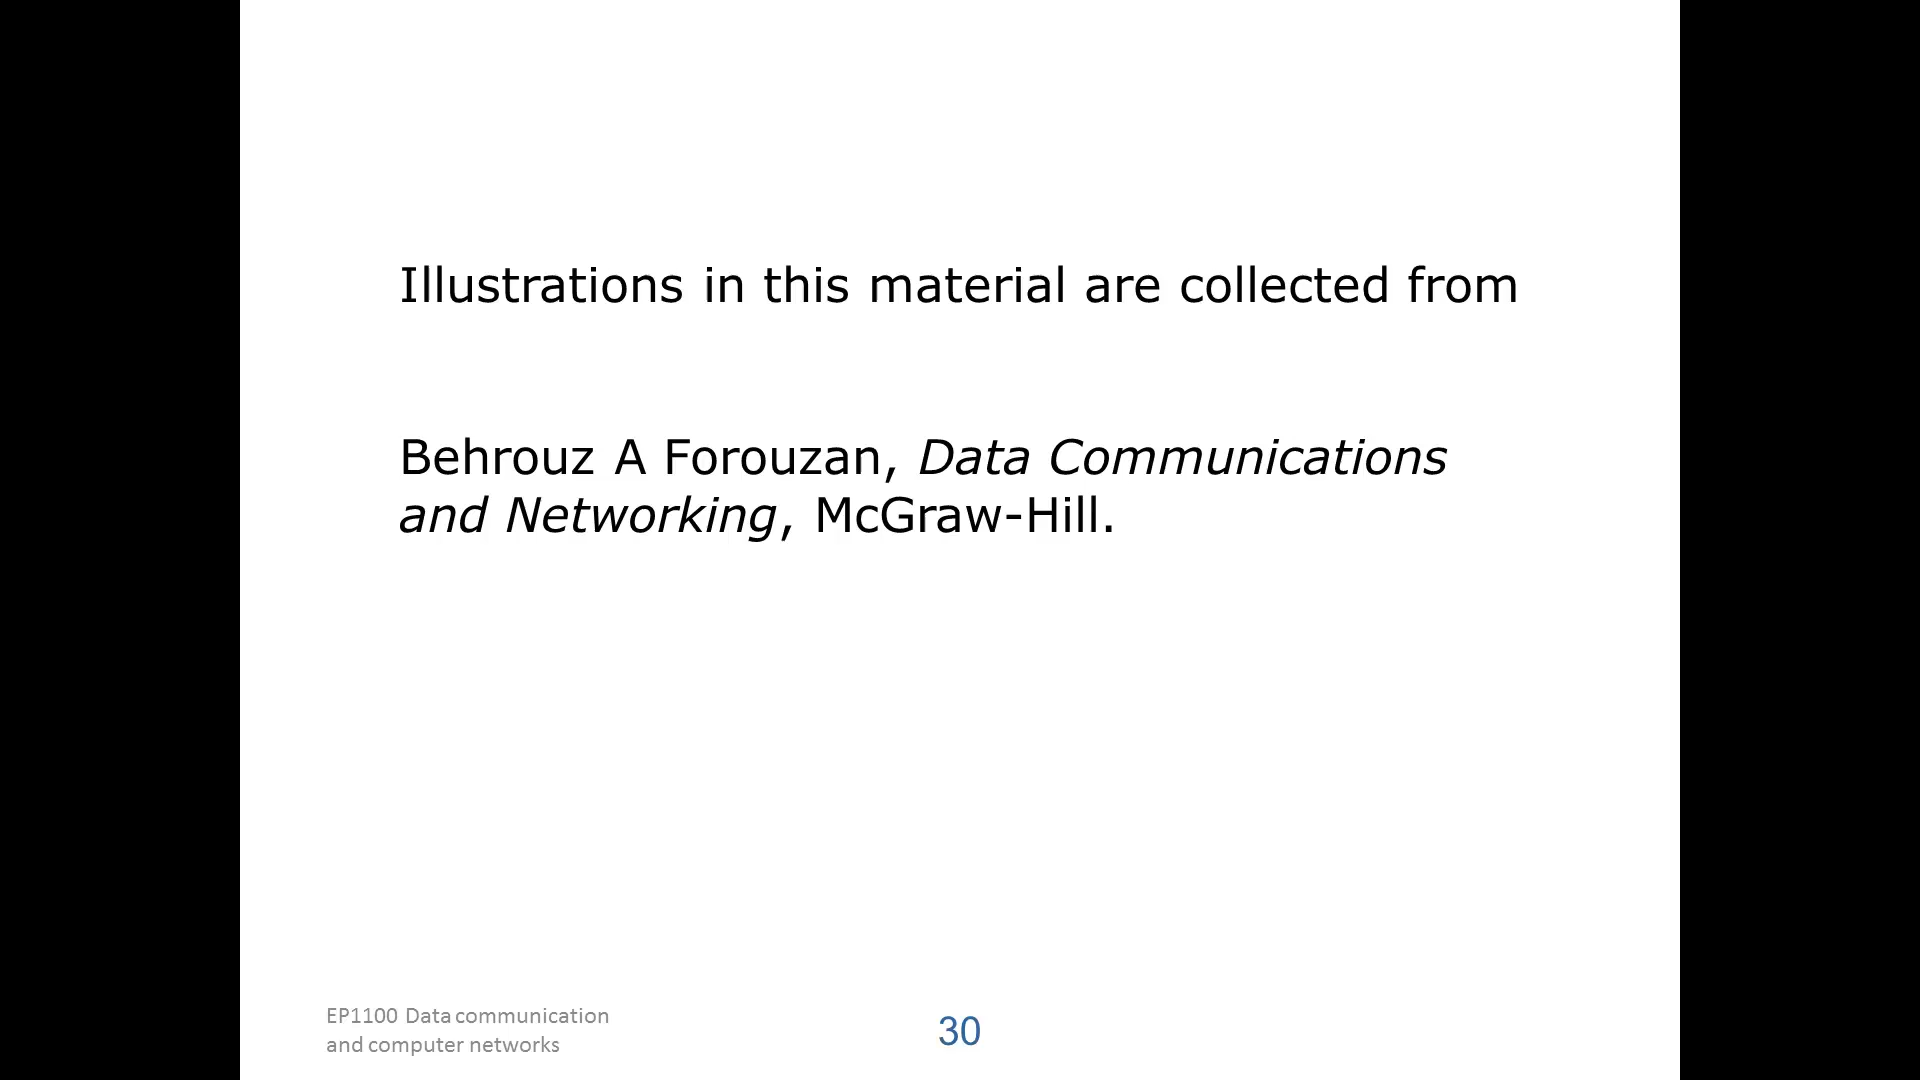 Illustrations in this material are collected from
Behrouz A Forouzan, Data Communications
and Networking, McGraw-Hill.
EP1100 Data communication
and computer networks
30